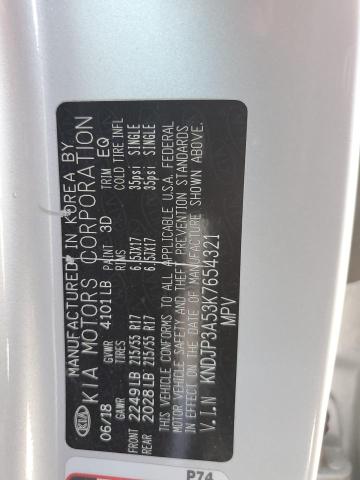 MANUFACTURED IN KOREA BY
KIA KIA MOTORS CORPORATION
06/18 GVWR 4101LB PAINT 3D TRIM EQ
GAWR TIRES RIMS COLD TIRE INFL
FRONT 2249LB 215/55 R17 6.5JX17 35psi SINGLE
REAR 2028LB 215/55 R17 6.5JX17 35psi SINGLE
THIS VEHICLE CONFORMS TO ALL APPLICABLE U.S.A. FEDERAL
MOTOR VEHICLE SAFETY AND THEFT PREVENTION STANDARDS
IN EFFECT ON THE DATE OF MANUFACTURE SHOWN ABOVE.
V.I.N KNDJP3A53K7654321
MPV
P74